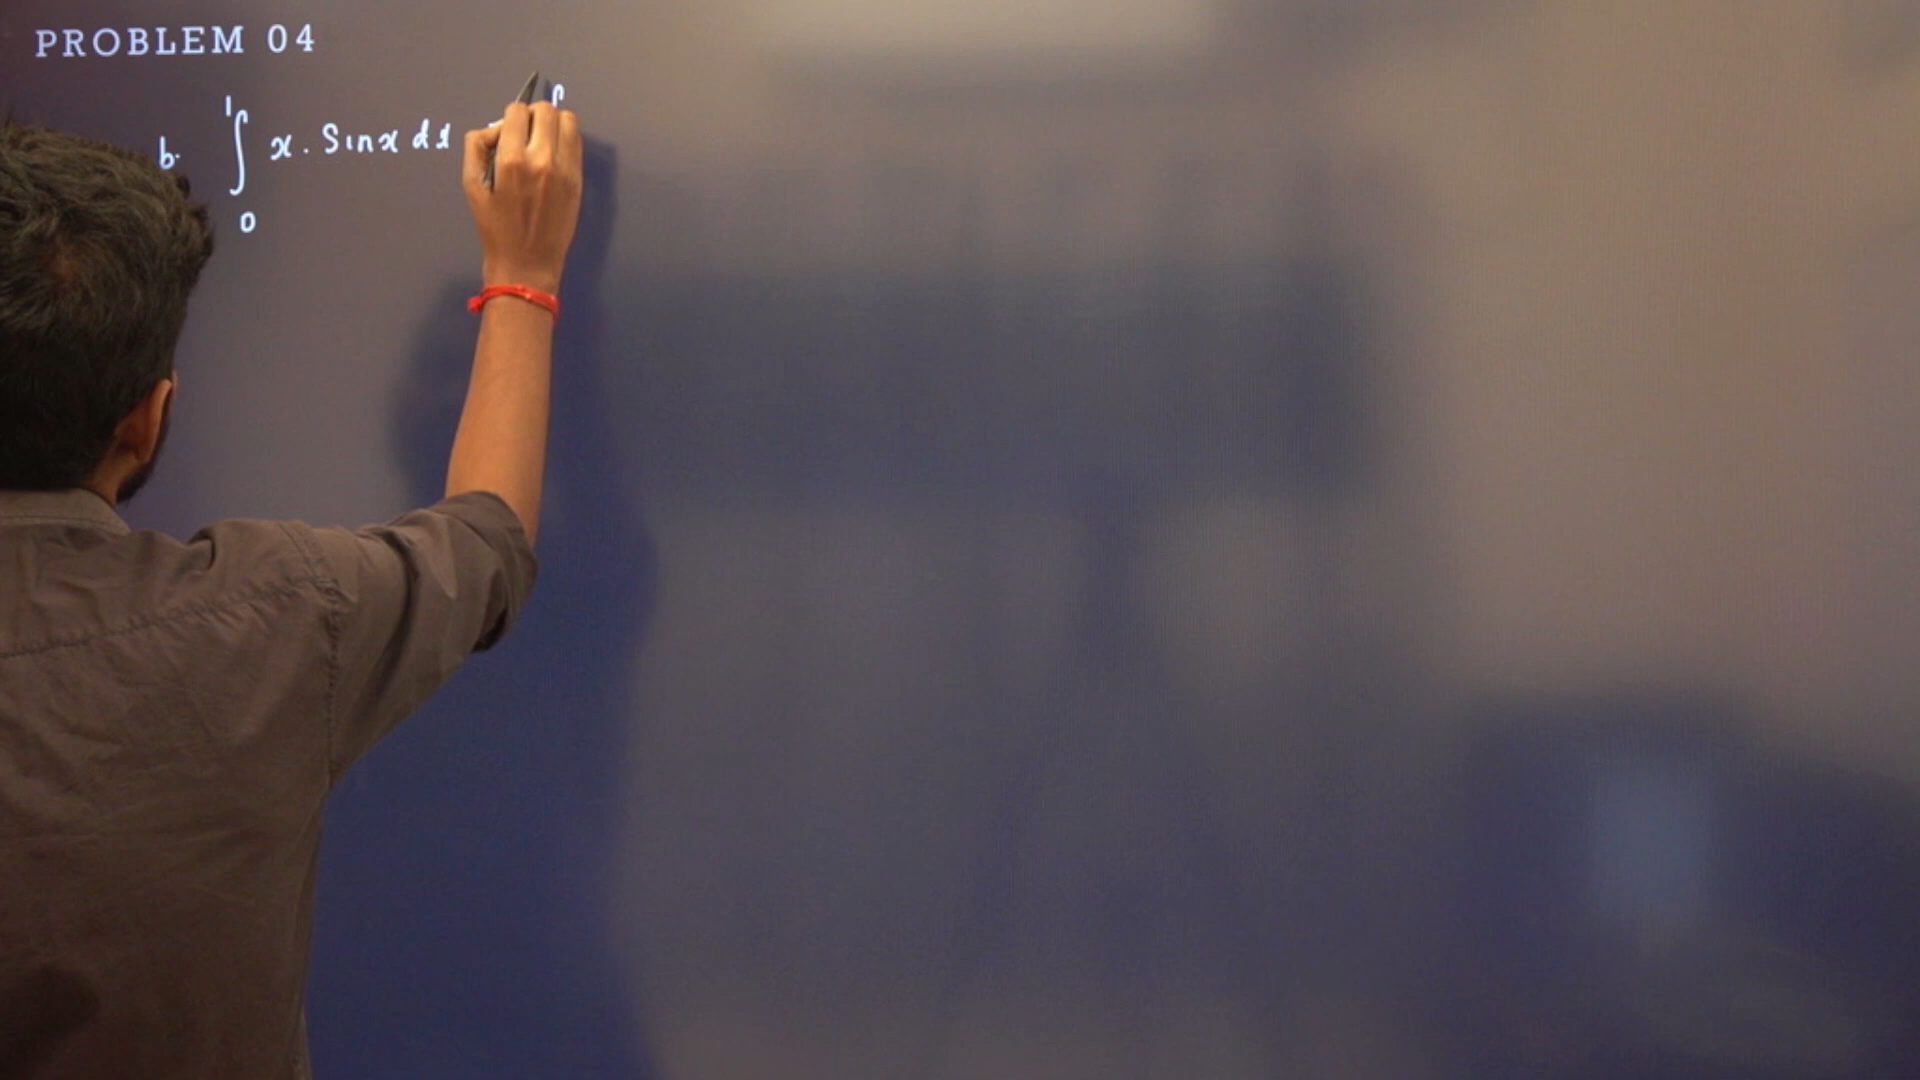 PROBLEM 04
b. ∫₀¹ x . Sinx dx